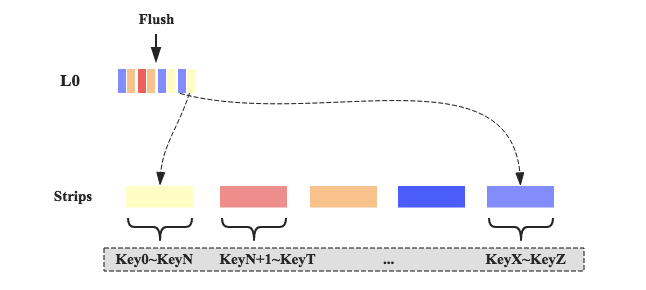 Flush
L0
Strips
Key0~KeyN
KeyN+1~KeyT
...
KeyX~KeyZ